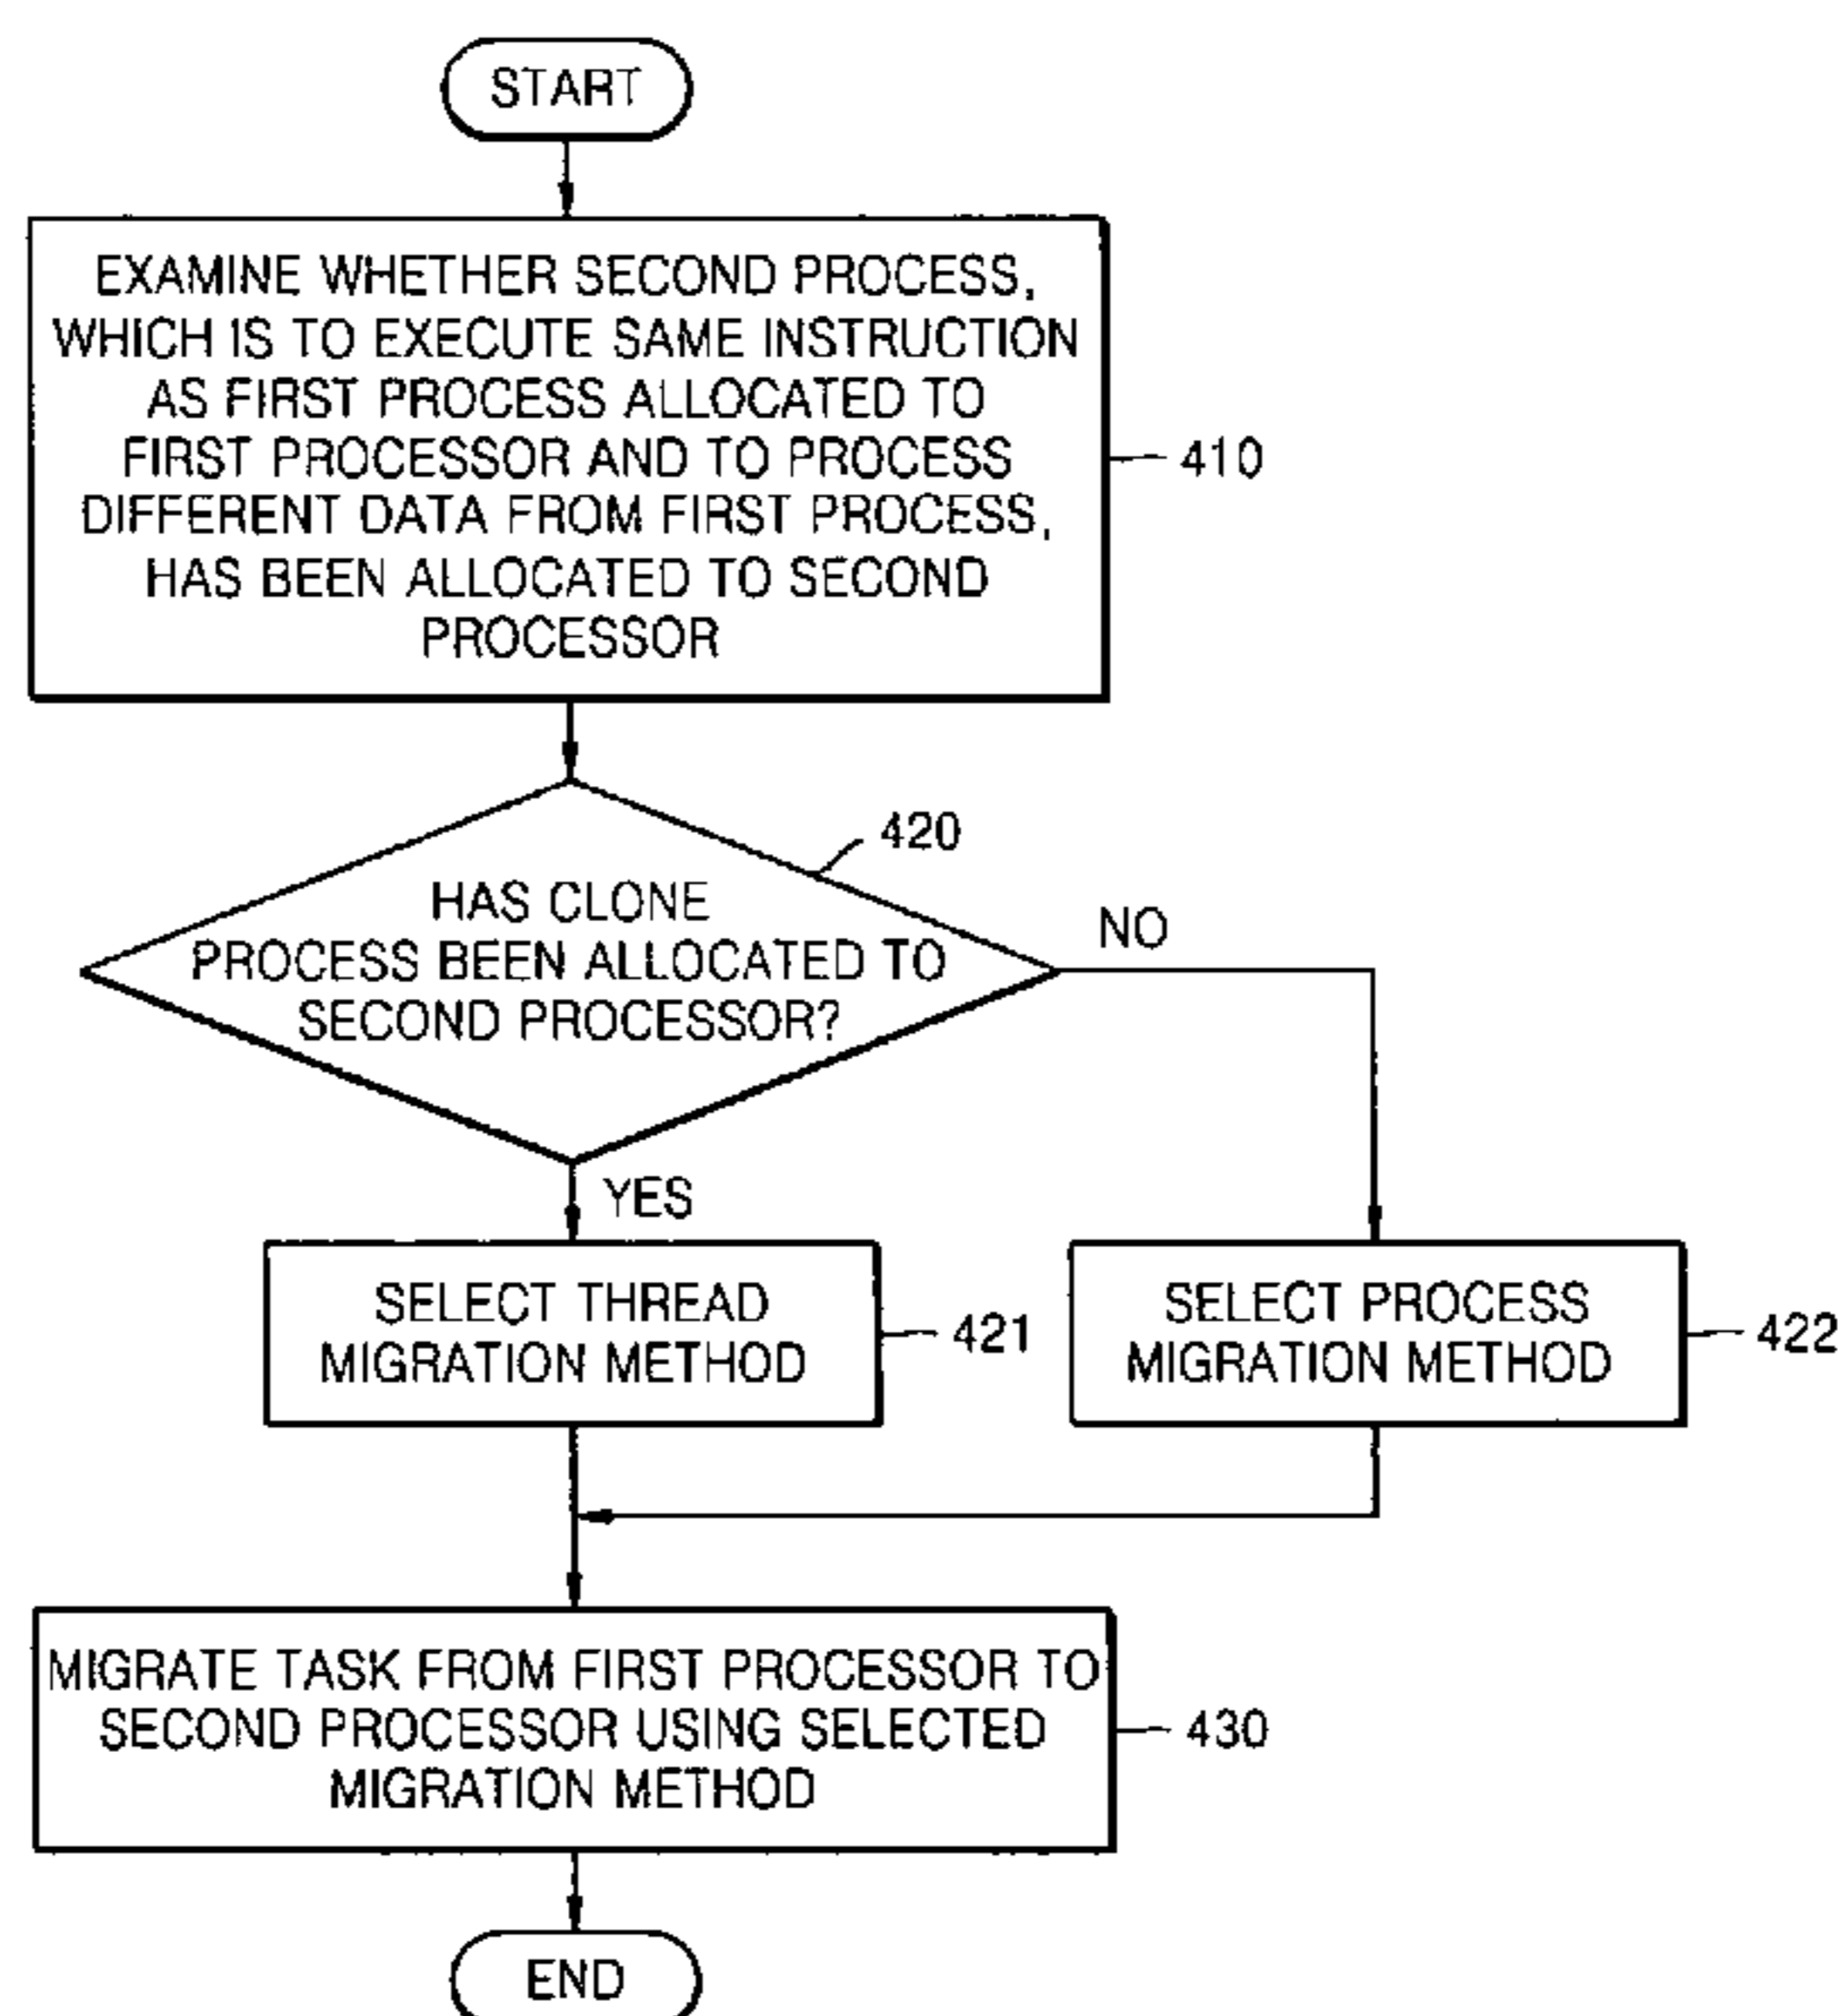 START
EXAMINE WHETHER SECOND PROCESS,
WHICH IS TO EXECUTE SAME INSTRUCTION
AS FIRST PROCESS ALLOCATED TO
FIRST PROCESSOR AND TO PROCESS
DIFFERENT DATA FROM FIRST PROCESS,
HAS BEEN ALLOCATED TO SECOND
PROCESSOR
410
420
HAS CLONE
PROCESS BEEN ALLOCATED TO
SECOND PROCESSOR?
NO
YES
SELECT THREAD
MIGRATION METHOD
421
SELECT PROCESS
MIGRATION METHOD
422
MIGRATE TASK FROM FIRST PROCESSOR TO
SECOND PROCESSOR USING SELECTED
MIGRATION METHOD
430
END